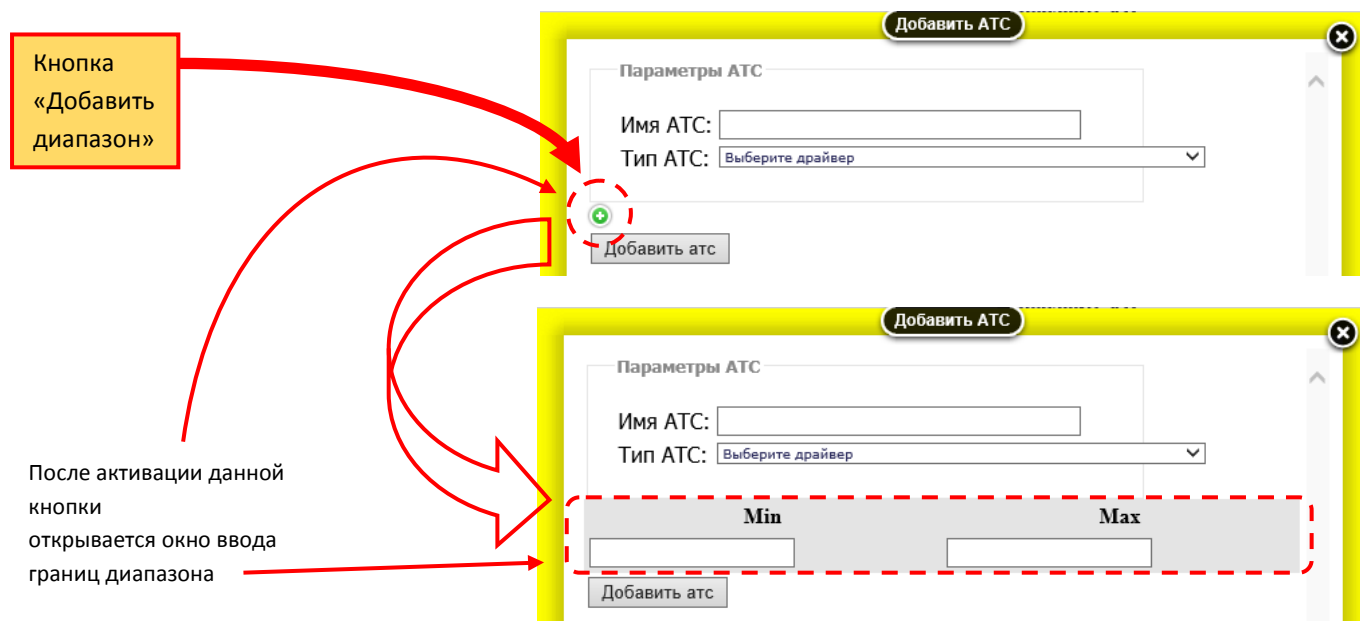 Добавить АТС
Кнопка
«Добавить
диапазон»
Параметры АТС
Имя АТС:
Тип АТС: Выберите драйвер
Добавить атс
Добавить АТС
Параметры АТС
Имя АТС:
Тип АТС: Выберите драйвер
После активации данной
кнопки
открывается окно ввода
границ диапазона
Min Max
Добавить атс